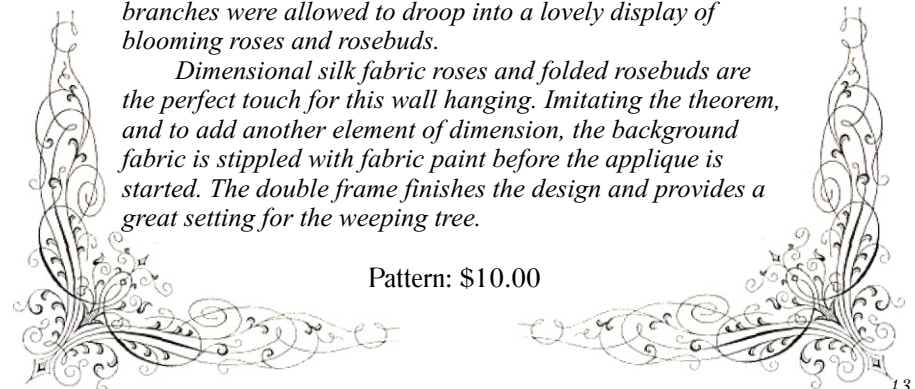 branches were allowed to droop into a lovely display of
blooming roses and rosebuds.
Dimensional silk fabric roses and folded rosebuds are
the perfect touch for this wall hanging. Imitating the theorem,
and to add another element of dimension, the background
fabric is stippled with fabric paint before the applique is
started. The double frame finishes the design and provides a
great setting for the weeping tree.
Pattern: $10.00
13